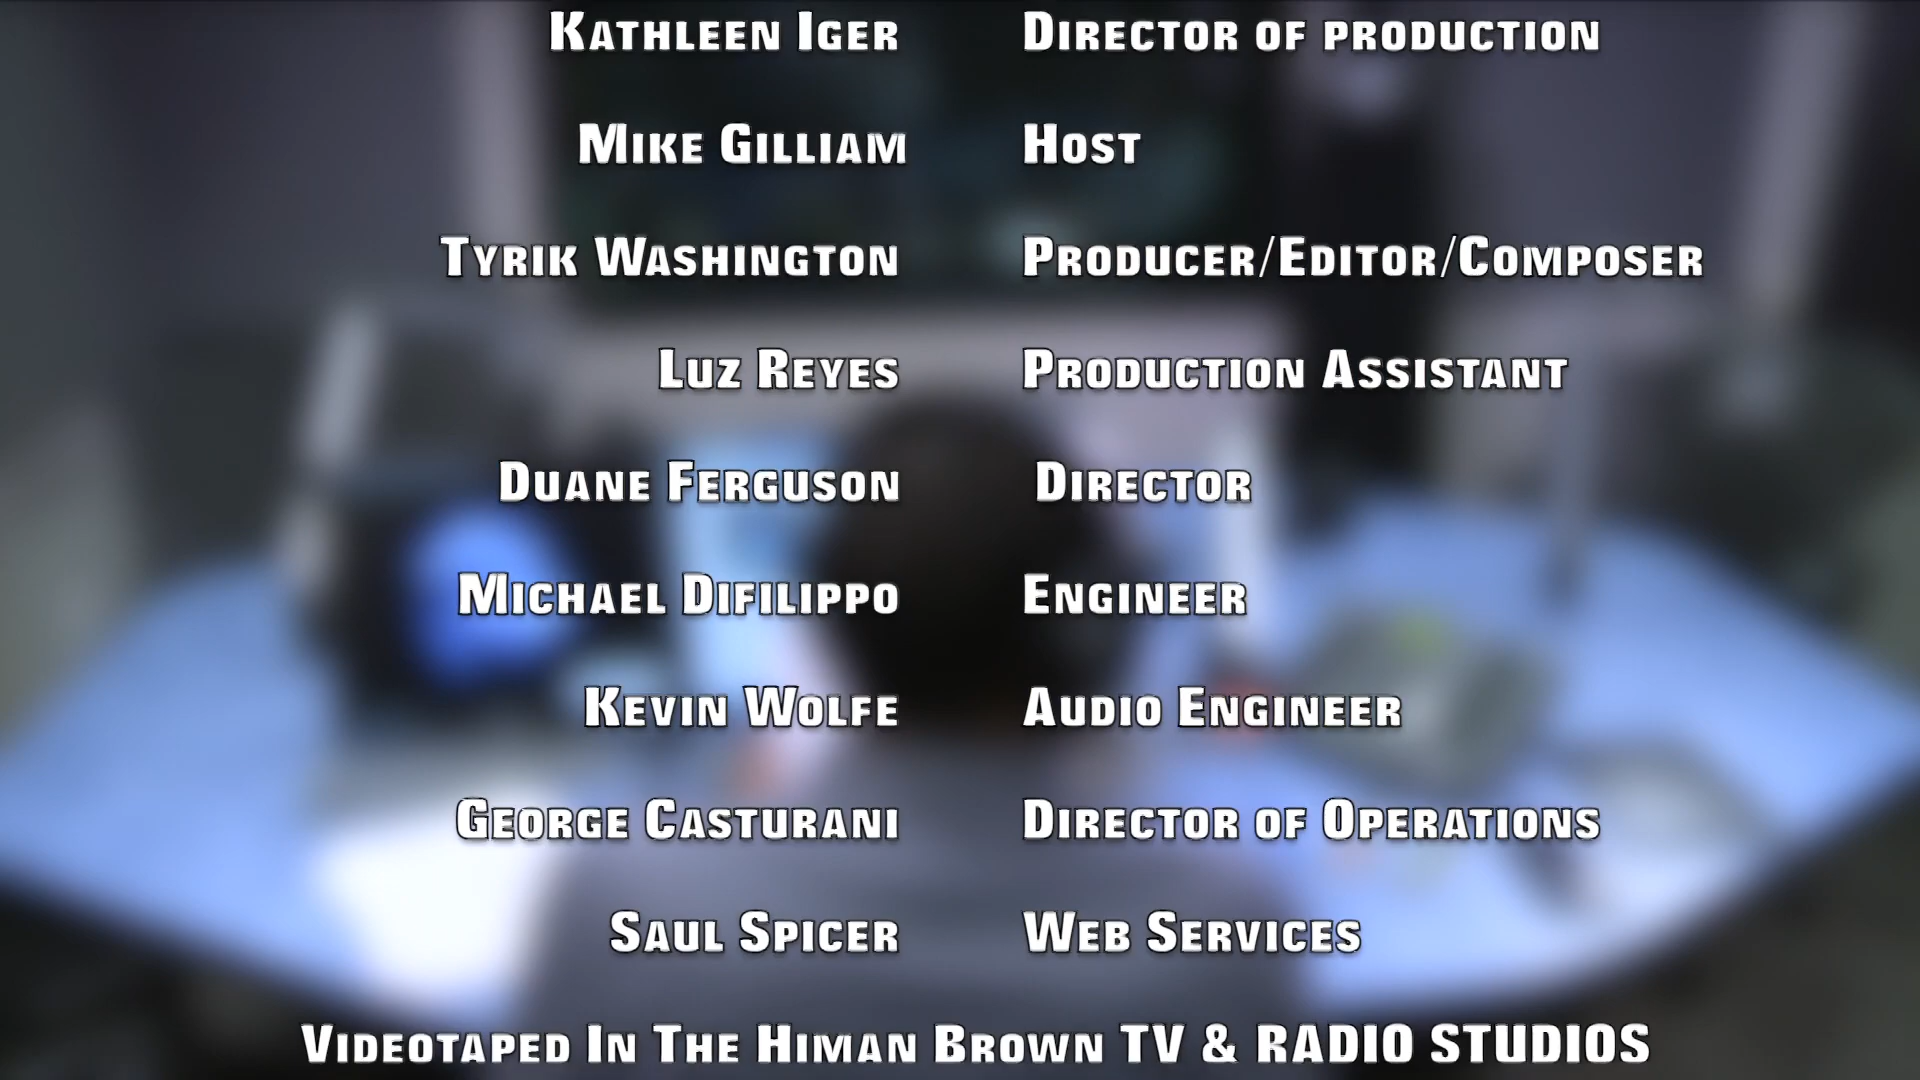 Kathleen Iger Director of production
Mike Gilliam Host
Tyrik Washington Producer/Editor/Composer
Luz Reyes Production Assistant
Duane Ferguson Director
Michael Difilippo Engineer
Kevin Wolfe Audio Engineer
George Casturani Director of Operations
Saul Spicer Web Services
Videotaped In The Himan Brown TV & RADIO STUDIOS